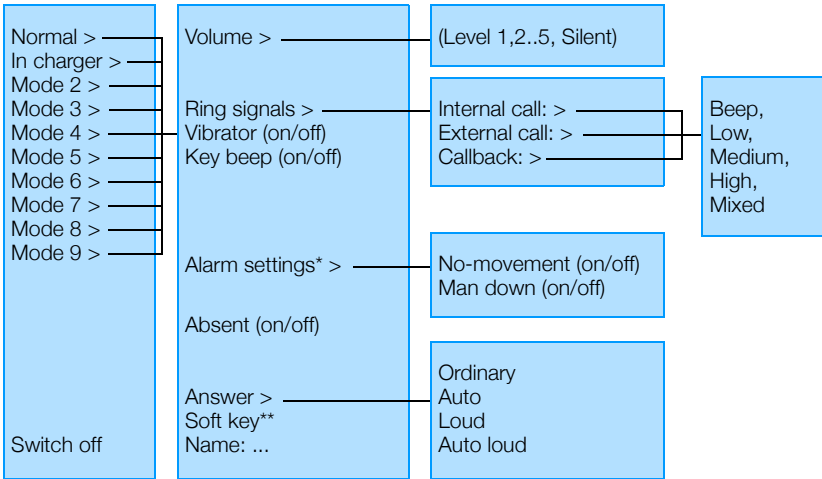 Normal >
In charger >
Mode 2 >
Mode 3 >
Mode 4 >
Mode 5 >
Mode 6 >
Mode 7 >
Mode 8 >
Mode 9 >
Switch off
Volume >
Ring signals >
Vibrator (on/off)
Key beep (on/off)
Alarm settings* >
Absent (on/off)
Answer >
Soft key**
Name: ...
(Level 1,2..5, Silent)
Internal call: >
External call: >
Callback: >
No-movement (on/off)
Man down (on/off)
Ordinary
Auto
Loud
Auto loud
Beep,
Low,
Medium,
High,
Mixed